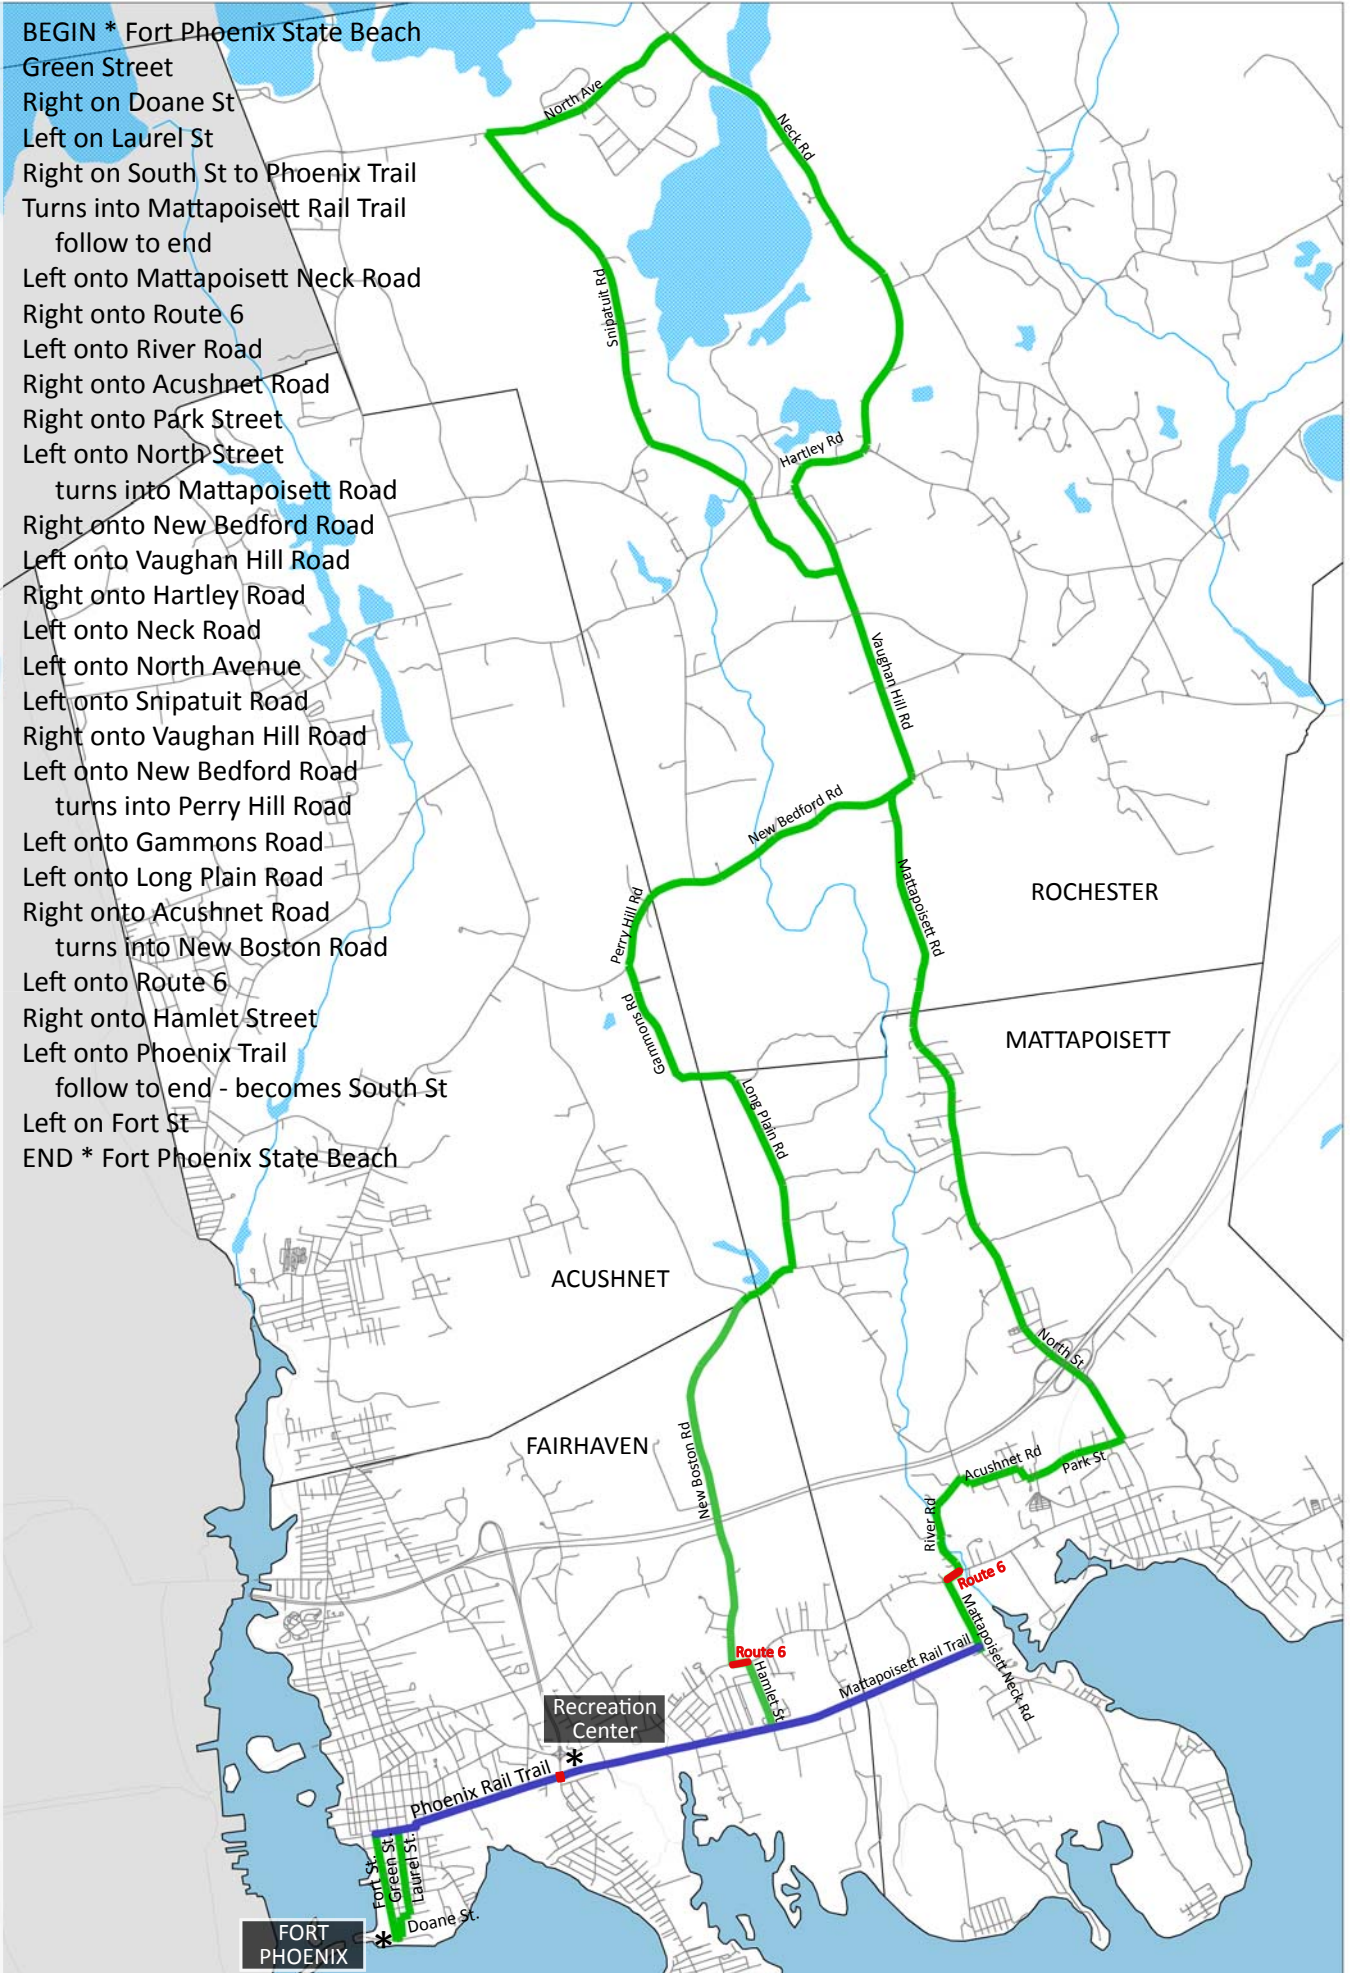 BEGIN * Fort Phoenix State Beach
Green Street
Right on Doane St
Left on Laurel St
Right on South St to Phoenix Trail
Turns into Mattapoisett Rail Trail
follow to end
Left onto Mattapoisett Neck Road
Right onto Route 6
Left onto River Road
Right onto Acushnet Road
Right onto Park Street
Left onto North Street
turns into Mattapoisett Road
Right onto New Bedford Road
Left onto Vaughan Hill Road
Right onto Hartley Road
Left onto Neck Road
Left onto North Avenue
Left onto Snipatuit Road
Right onto Vaughan Hill Road
Left onto New Bedford Road
turns into Perry Hill Road
Left onto Gammons Road
Left onto Long Plain Road
Right onto Acushnet Road
turns into New Boston Road
Left onto Route 6
Right onto Hamlet Street
Left onto Phoenix Trail
follow to end - becomes South St
Left on Fort St
END * Fort Phoenix State Beach
North Ave
Neck Rd
Snipatuit Rd
Hartley Rd
Vaughan Hill Rd
New Bedford Rd
Mattapoisett Rd
Perry Hill Rd
ROCHESTER
Gammons Rd
MATTAPOISETT
Long Plain Rd
ACUSHNET
North St
FAIRHAVEN
New Boston Rd
Acushnet Rd
Park St
River Rd
Route 6
Mattapoisett Neck Rd
Route 6
Hamlet St
Mattapoisett Rail Trail
Recreation
Center
*
Phoenix Rail Trail
Fort St.
Green St.
Laurel St.
Doane St.
FORT
PHOENIX
*